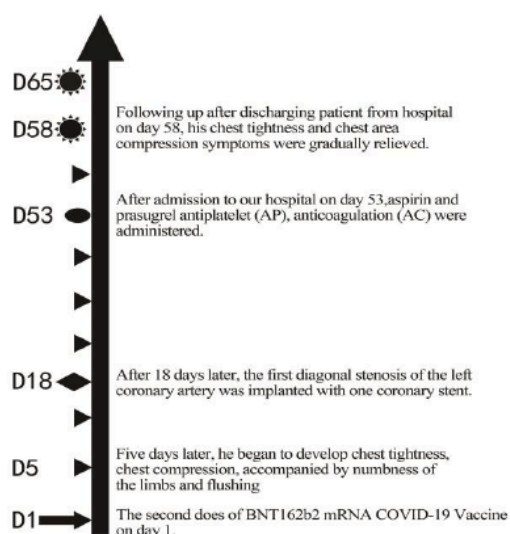 D65
D58
Following up after discharging patient from hospital
on day 58, his chest tightness and chest area
compression symptoms were gradually relieved.
D53
After admission to our hospital on day 53,aspirin and
prasugrel antiplatelet (AP), anticoagulation (AC) were
administered.
D18
After 18 days later, the first diagonal stenosis of the left
coronary artery was implanted with one coronary stent.
D5
Five days later, he began to develop chest tightness,
chest compression, accompanied by numbness of
the limbs and flushing
D1
The second does of BNT162b2 mRNA COVID-19 Vaccine
on day 1.